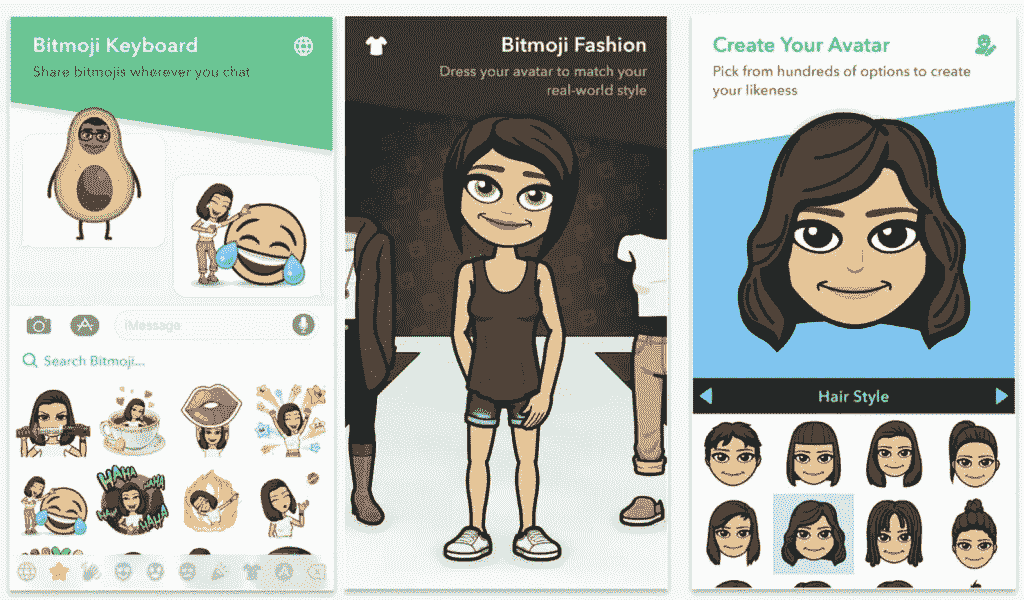 Bitmoji Keyboard
Share bitmojis wherever you chat
iMessage
Search Bitmoji...
HAHA
HAHA
HAHA
HAHA
Bitmoji Fashion
Dress your avatar to match your
real-world style
Create Your Avatar
Pick from hundreds of options to create
your likeness
Hair Style